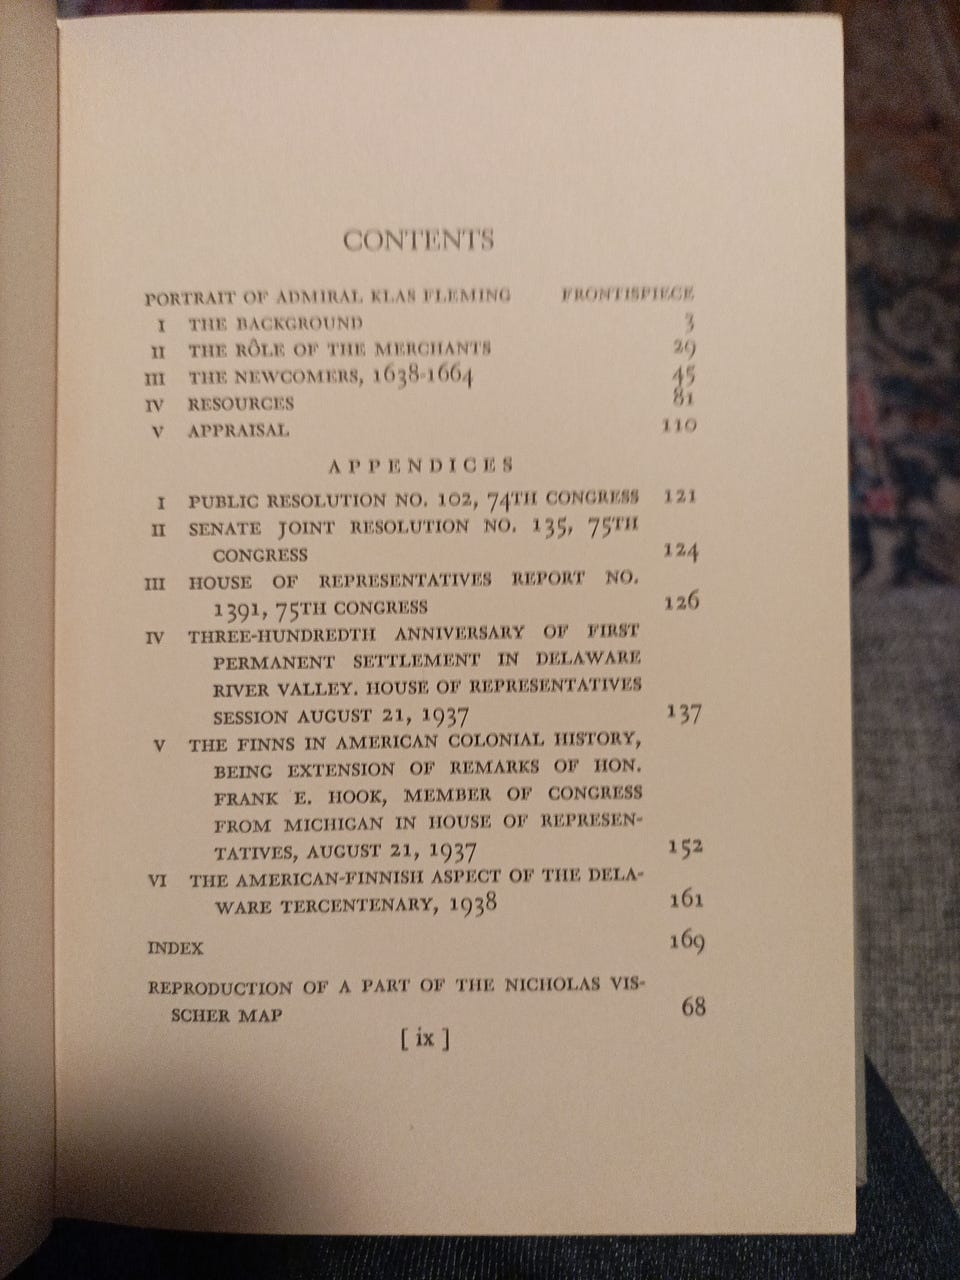 CONTENTS
PORTRAIT OF ADMIRAL KLAS FLEMING FRONTISPIECE
I THE BACKGROUND 3
II THE RÔLE OF THE MERCHANTS 29
III THE NEWCOMERS, 1638-1664 45
IV RESOURCES 81
V APPRAISAL 110
APPENDICES
I PUBLIC RESOLUTION NO. 102, 74TH CONGRESS 121
II SENATE JOINT RESOLUTION NO. 135, 75TH
CONGRESS 124
III HOUSE OF REPRESENTATIVES REPORT NO.
1391, 75TH CONGRESS 126
IV THREE-HUNDREDTH ANNIVERSARY OF FIRST
PERMANENT SETTLEMENT IN DELAWARE
RIVER VALLEY. HOUSE OF REPRESENTATIVES
SESSION AUGUST 21, 1937 137
V THE FINNS IN AMERICAN COLONIAL HISTORY,
BEING EXTENSION OF REMARKS OF HON.
FRANK E. HOOK, MEMBER OF CONGRESS
FROM MICHIGAN IN HOUSE OF REPRESEN-
TATIVES, AUGUST 21, 1937 152
VI THE AMERICAN-FINNISH ASPECT OF THE DELA-
WARE TERCENTENARY, 1938 161
INDEX 169
REPRODUCTION OF A PART OF THE NICHOLAS VIS-
SCHER MAP 68
[ ix ]